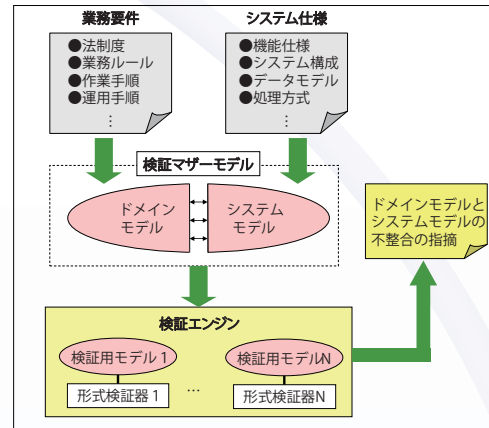 業務要件
システム仕様
●法制度
●業務ルール
●作業手順
●運用手順
⋮
●機能仕様
●システム構成
●データモデル
●処理方式
⋮
検証マザーモデル
ドメイン
モデル
システム
モデル
ドメインモデルと
システムモデルの
不整合の指摘
検証エンジン
検証用モデル1
検証用モデルN
…
形式検証器1
形式検証器N